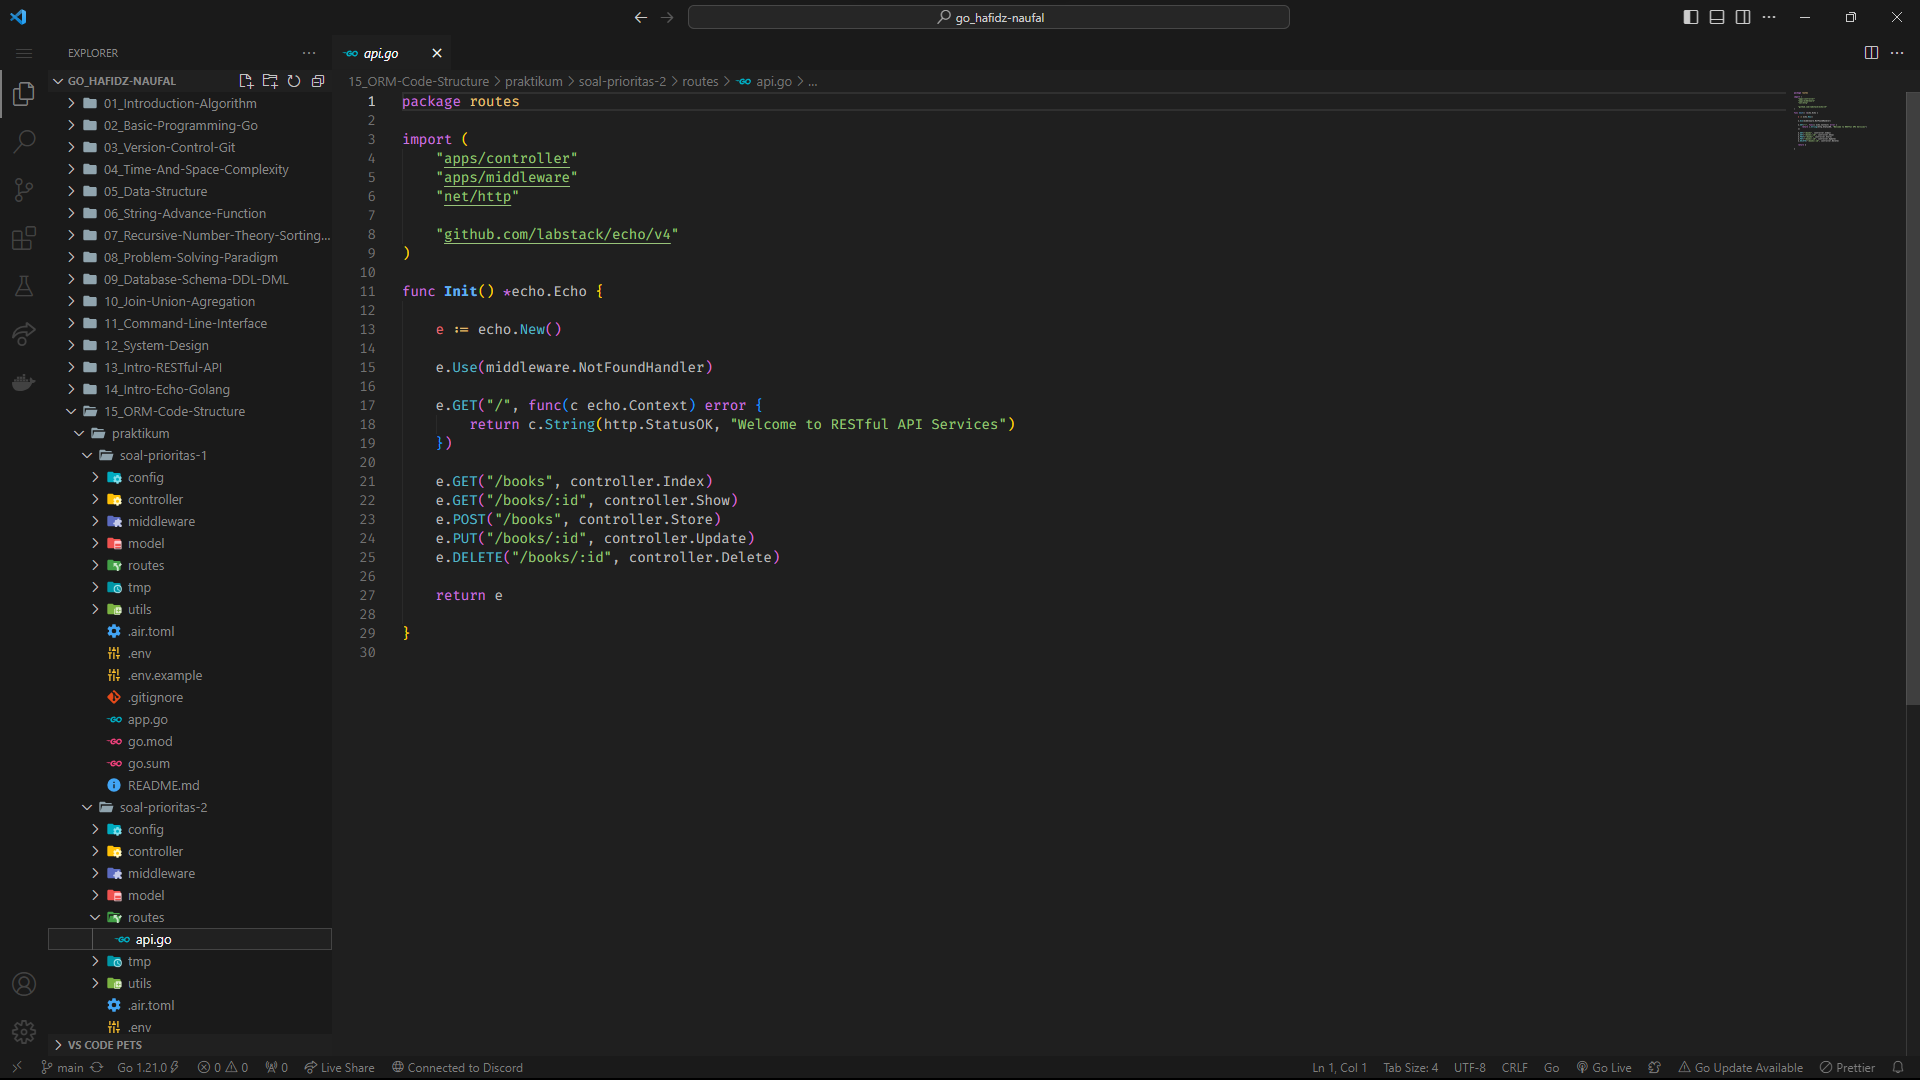 go_hafidz-naufal
EXPLORER
GO_HAFIDZ-NAUFAL
01_Introduction-Algorithm
02_Basic-Programming-Go
03_Version-Control-Git
04_Time-And-Space-Complexity
05_Data-Structure
06_String-Advance-Function
07_Recursive-Number-Theory-Sorting...
08_Problem-Solving-Paradigm
09_Database-Schema-DDL-DML
10_Join-Union-Agregation
11_Command-Line-Interface
12_System-Design
13_Intro-RESTful-API
14_Intro-Echo-Golang
15_ORM-Code-Structure
praktikum
soal-prioritas-1
config
controller
middleware
model
routes
tmp
utils
.air.toml
.env
.env.example
.gitignore
app.go
go.mod
go.sum
README.md
soal-prioritas-2
config
controller
middleware
model
routes
api.go
tmp
utils
.air.toml
.env
VS CODE PETS
api.go
15_ORM-Code-Structure > praktikum > soal-prioritas-2 > routes > api.go > ...
1 package routes
2
3 import (
4 "apps/controller"
5 "apps/middleware"
6 "net/http"
7
8 "github.com/labstack/echo/v4"
9 )
10
11 func Init() *echo.Echo {
12
13 e := echo.New()
14
15 e.Use(middleware.NotFoundHandler)
16
17 e.GET("/", func(c echo.Context) error {
18 return c.String(http.StatusOK, "Welcome to RESTful API Services")
19 })
20
21 e.GET("/books", controller.Index)
22 e.GET("/books/:id", controller.Show)
23 e.POST("/books", controller.Store)
24 e.PUT("/books/:id", controller.Update)
25 e.DELETE("/books/:id", controller.Delete)
26
27 return e
28
29 }
30
main Go 1.21.0 0 0 0 Live Share Connected to Discord Ln 1, Col 1 Tab Size: 4 UTF-8 CRLF Go Go Live Go Update Available Prettier